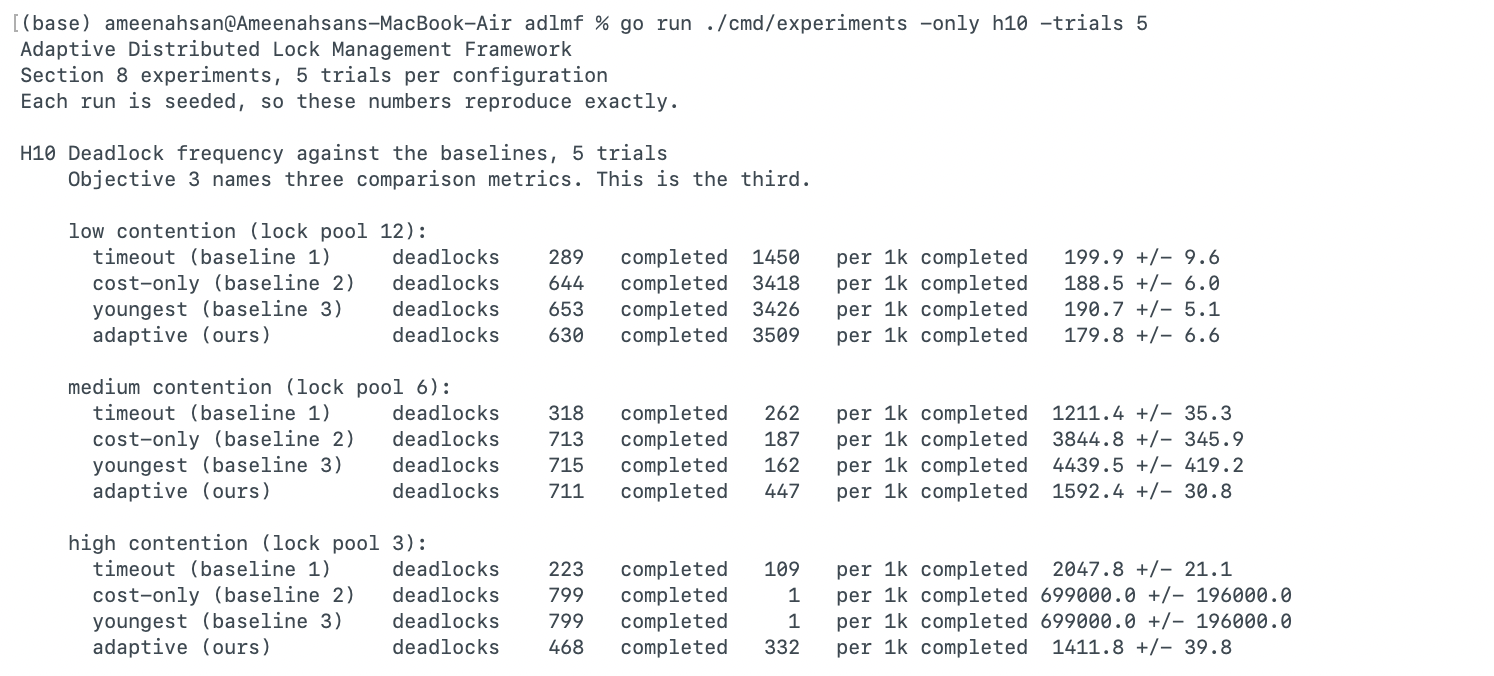 [(base) ameenahsan@Ameenahsans-MacBook-Air adlmf % go run ./cmd/experiments -only h10 -trials 5
Adaptive Distributed Lock Management Framework
Section 8 experiments, 5 trials per configuration
Each run is seeded, so these numbers reproduce exactly.

H10 Deadlock frequency against the baselines, 5 trials
    Objective 3 names three comparison metrics. This is the third.

    low contention (lock pool 12):
      timeout (baseline 1)     deadlocks    289   completed  1450   per 1k completed   199.9 +/- 9.6
      cost-only (baseline 2)   deadlocks    644   completed  3418   per 1k completed   188.5 +/- 6.0
      youngest (baseline 3)    deadlocks    653   completed  3426   per 1k completed   190.7 +/- 5.1
      adaptive (ours)          deadlocks    630   completed  3509   per 1k completed   179.8 +/- 6.6

    medium contention (lock pool 6):
      timeout (baseline 1)     deadlocks    318   completed   262   per 1k completed  1211.4 +/- 35.3
      cost-only (baseline 2)   deadlocks    713   completed   187   per 1k completed  3844.8 +/- 345.9
      youngest (baseline 3)    deadlocks    715   completed   162   per 1k completed  4439.5 +/- 419.2
      adaptive (ours)          deadlocks    711   completed   447   per 1k completed  1592.4 +/- 30.8

    high contention (lock pool 3):
      timeout (baseline 1)     deadlocks    223   completed   109   per 1k completed  2047.8 +/- 21.1
      cost-only (baseline 2)   deadlocks    799   completed     1   per 1k completed 699000.0 +/- 196000.0
      youngest (baseline 3)    deadlocks    799   completed     1   per 1k completed 699000.0 +/- 196000.0
      adaptive (ours)          deadlocks    468   completed   332   per 1k completed  1411.8 +/- 39.8